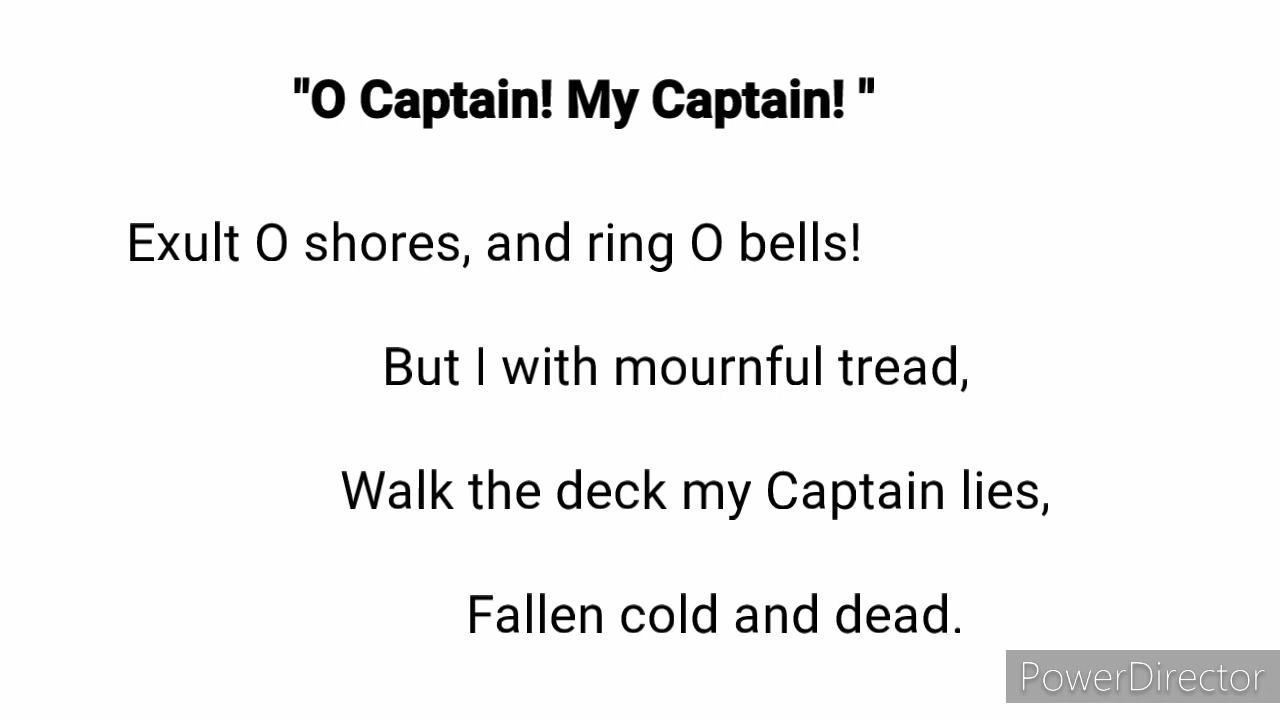 "O Captain! My Captain! "
Exult O shores, and ring O bells!
But I with mournful tread,
Walk the deck my Captain lies,
Fallen cold and dead.
PowerDirector